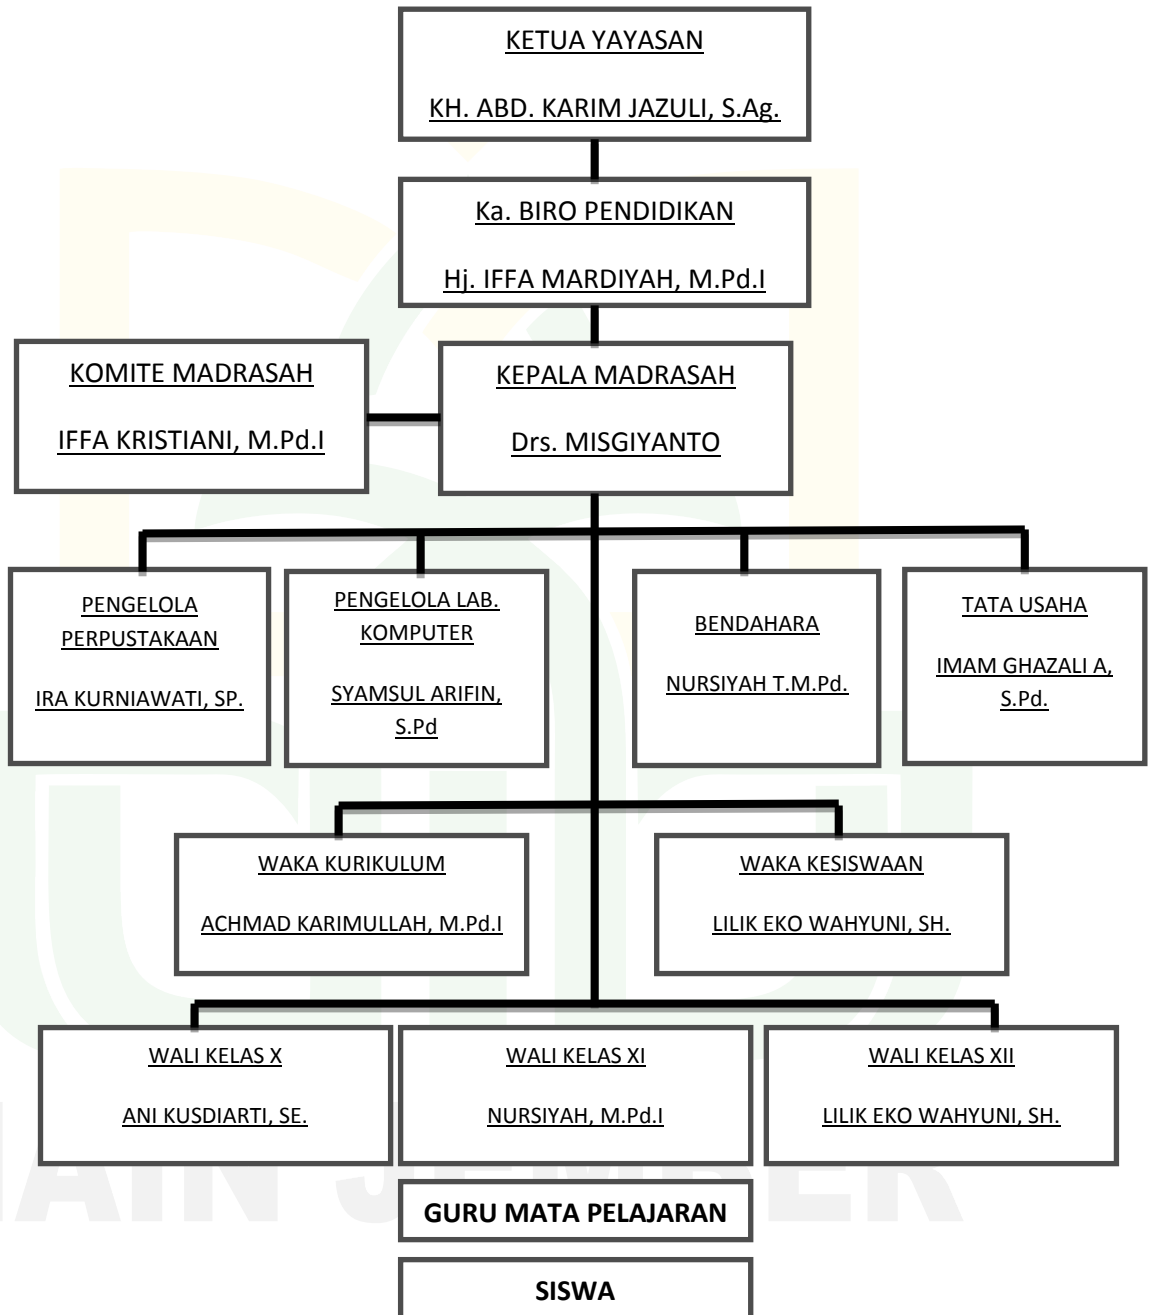 KETUA YAYASAN
KH. ABD. KARIM JAZULI, S.Ag.
Ka. BIRO PENDIDIKAN
Hj. IFFA MARDIYAH, M.Pd.I
KOMITE MADRASAH
IFFA KRISTIANI, M.Pd.I
KEPALA MADRASAH
Drs. MISGIYANTO
PENGELOLA
PERPUSTAKAAN
IRA KURNIAWATI, SP.
PENGELOLA LAB.
KOMPUTER
SYAMSUL ARIFIN,
S.Pd
BENDAHARA
NURSIYAH T.M.Pd.
TATA USAHA
IMAM GHAZALI A,
S.Pd.
WAKA KURIKULUM
ACHMAD KARIMULLAH, M.Pd.I
WAKA KESISWAAN
LILIK EKO WAHYUNI, SH.
WALI KELAS X
ANI KUSDIARTI, SE.
WALI KELAS XI
NURSIYAH, M.Pd.I
WALI KELAS XII
LILIK EKO WAHYUNI, SH.
GURU MATA PELAJARAN
SISWA